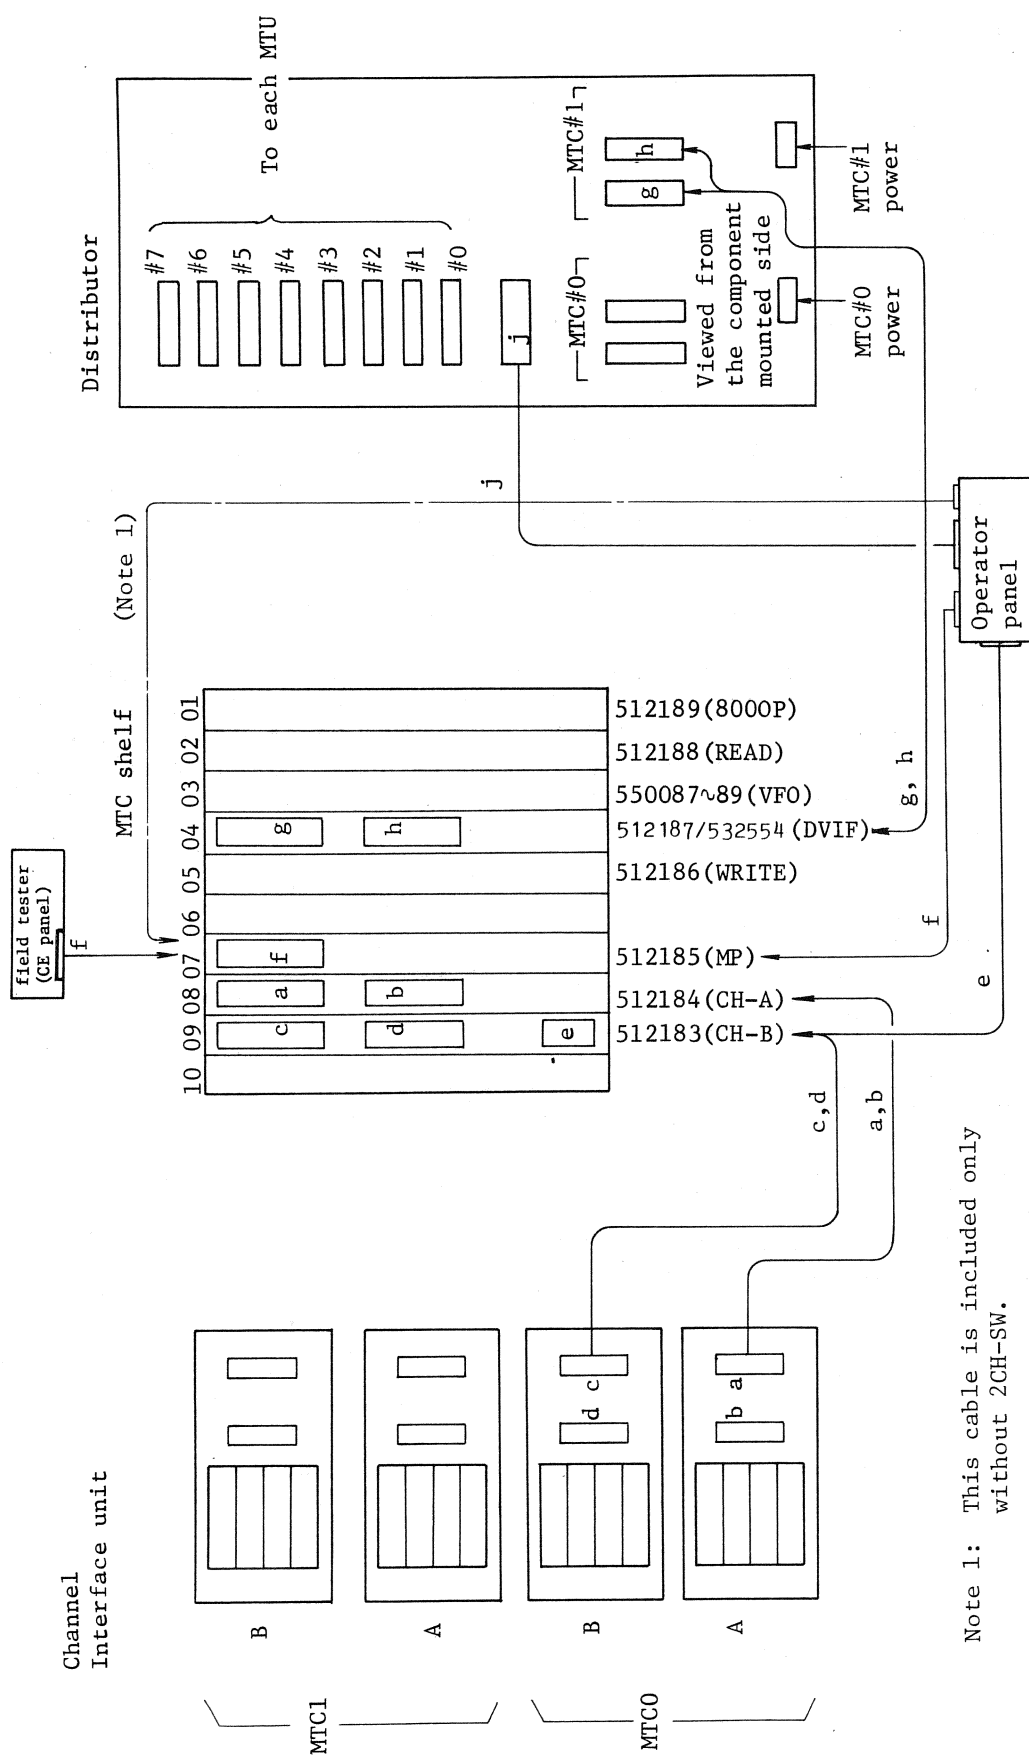 Channel
Interface unit
MTC1
B
A
MTC0
B
d c
A
b a
Note 1: This cable is included only
without 2CH-SW.
field tester
(CE panel)
f
MTC shelf
(Note 1)
10 09 08 07 06 05 04 03 02 01
c
a
f
g
d
b
h
e
512189(8000P)
512188(READ)
550087~89(VFO)
512187/532554(DVIF)
512186(WRITE)
512185(MP)
512184(CH-A)
512183(CH-B)
c,d
a,b
e
f
g, h
j
Operator
panel
Distributor
#7
#6
#5
#4
#3
#2
#1
#0
To each MTU
j
MTC#0
MTC#1
g
h
Viewed from
the component
mounted side
MTC#0
power
MTC#1
power